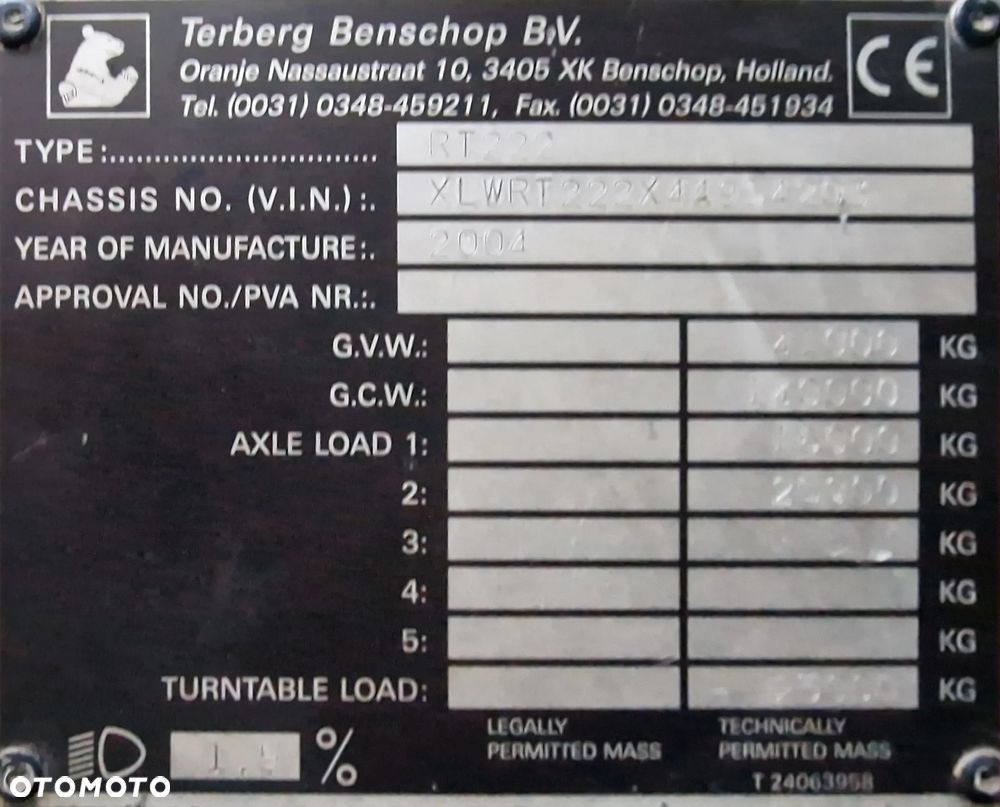 Terberg Benschop B.V.
Oranje Nassaustraat 10, 3405 XK Benschop, Holland.
Tel. (0031) 0348-459211, Fax. (0031) 0348-451934
CE
TYPE:.............................. RT222
CHASSIS NO. (V.I.N.):.
YEAR OF MANUFACTURE:. 2004
APPROVAL NO./PVA NR.:.
G.V.W.: KG
G.C.W.: KG
AXLE LOAD 1: KG
2: KG
3: KG
4: KG
5: KG
TURNTABLE LOAD: KG
LEGALLY PERMITTED MASS
TECHNICALLY PERMITTED MASS
%
T 24063958
OTOMOTO